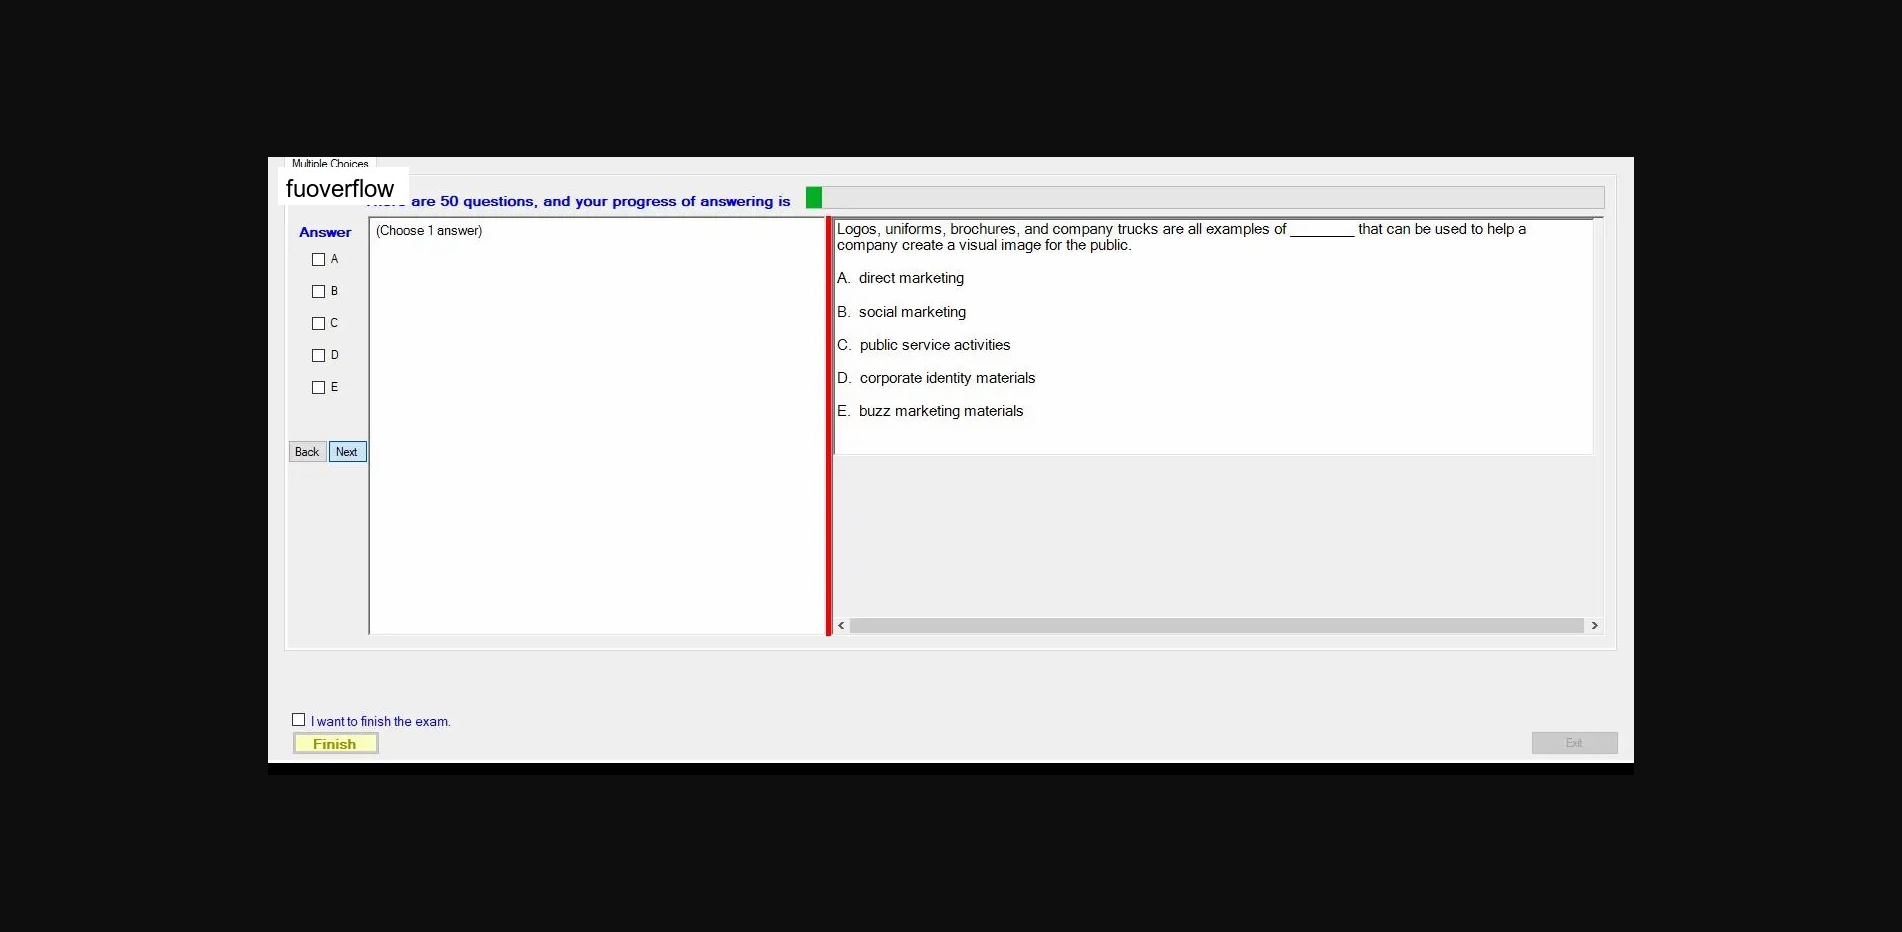 Multiple Choices
fuoverflow
are 50 questions, and your progress of answering is
Answer
A
B
C
D
E
Back
Next
(Choose 1 answer)
Logos, uniforms, brochures, and company trucks are all examples of ________ that can be used to help a
company create a visual image for the public.
A. direct marketing
B. social marketing
C. public service activities
D. corporate identity materials
E. buzz marketing materials
I want to finish the exam.
Finish
Exit